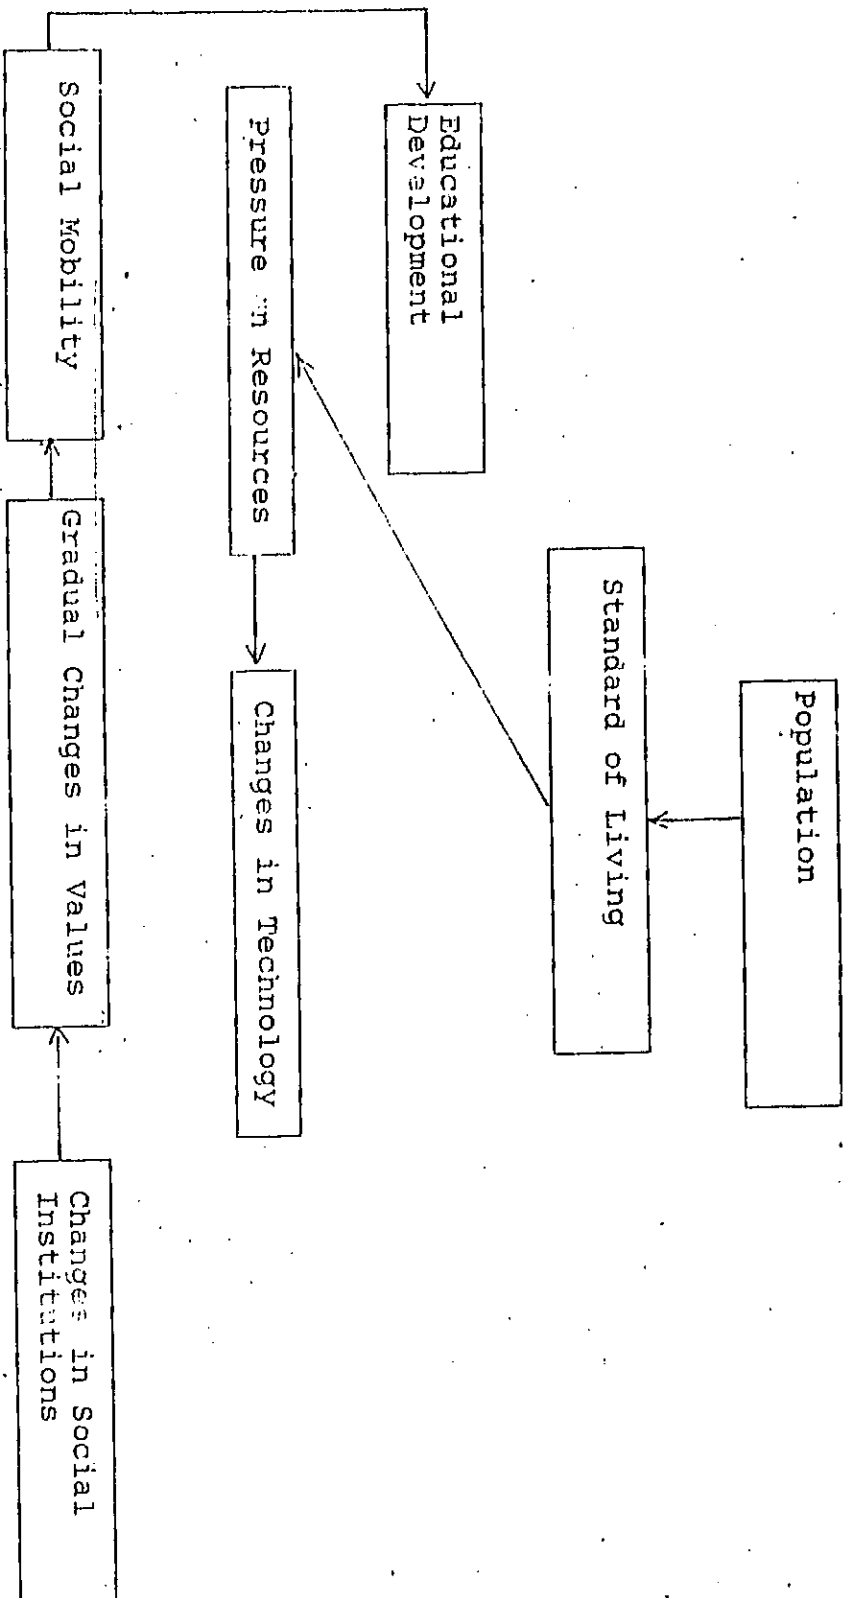 Population
Standard of Living
Educational
Development
Pressure on Resources
Changes in Technology
Social Mobility
Gradual Changes in Values
Changes in Social
Institutions